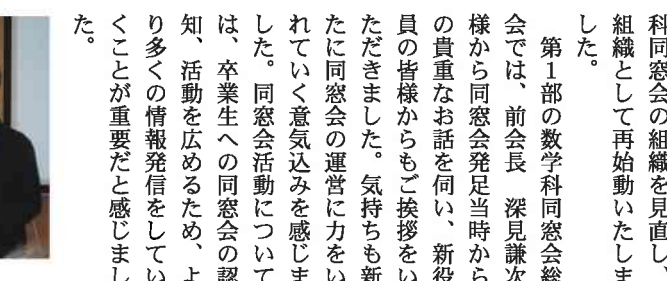 科同窓会の組織を見直し、
組織として再始動いたしま
した。
第１部の数学科同窓会総
会では、前会長　深見謙次
様から同窓会発足当時から
の貴重なお話を伺い、新役
員の皆様からもご挨拶をい
ただきました。気持ちも新
たに同窓会の運営に力をい
れていく意気込みを感じま
した。同窓会活動について
は、卒業生への同窓会の認
知、活動を広めるため、よ
り多くの情報発信をしてい
くことが重要だと感じまし
た。